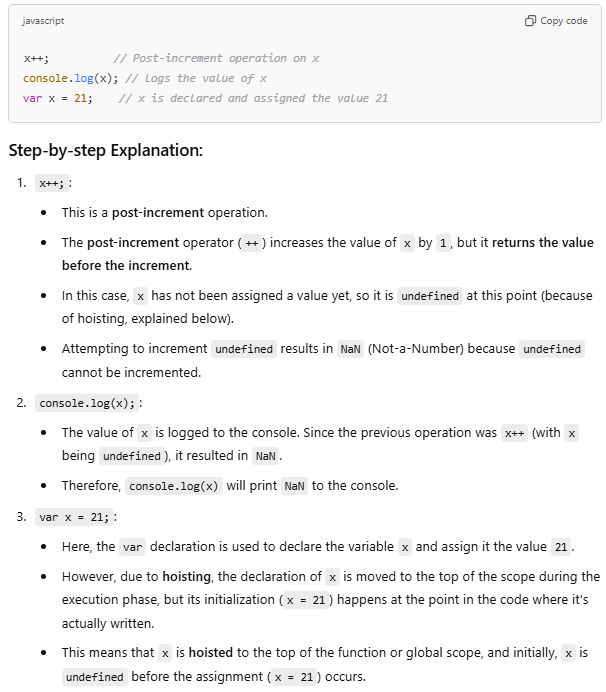 javascript
Copy code
x++;          // Post-increment operation on x
console.log(x); // Logs the value of x
var x = 21;    // x is declared and assigned the value 21
Step-by-step Explanation:
1. x++; :
• This is a post-increment operation.
• The post-increment operator ( ++ ) increases the value of x by 1 , but it returns the value
before the increment.
• In this case, x has not been assigned a value yet, so it is undefined at this point (because
of hoisting, explained below).
• Attempting to increment undefined results in NaN (Not-a-Number) because undefined
cannot be incremented.
2. console.log(x); :
• The value of x is logged to the console. Since the previous operation was x++ (with x
being undefined ), it resulted in NaN .
• Therefore, console.log(x) will print NaN to the console.
3. var x = 21; :
• Here, the var declaration is used to declare the variable x and assign it the value 21 .
• However, due to hoisting, the declaration of x is moved to the top of the scope during the
execution phase, but its initialization ( x = 21 ) happens at the point in the code where it's
actually written.
• This means that x is hoisted to the top of the function or global scope, and initially, x is
undefined before the assignment ( x = 21 ) occurs.